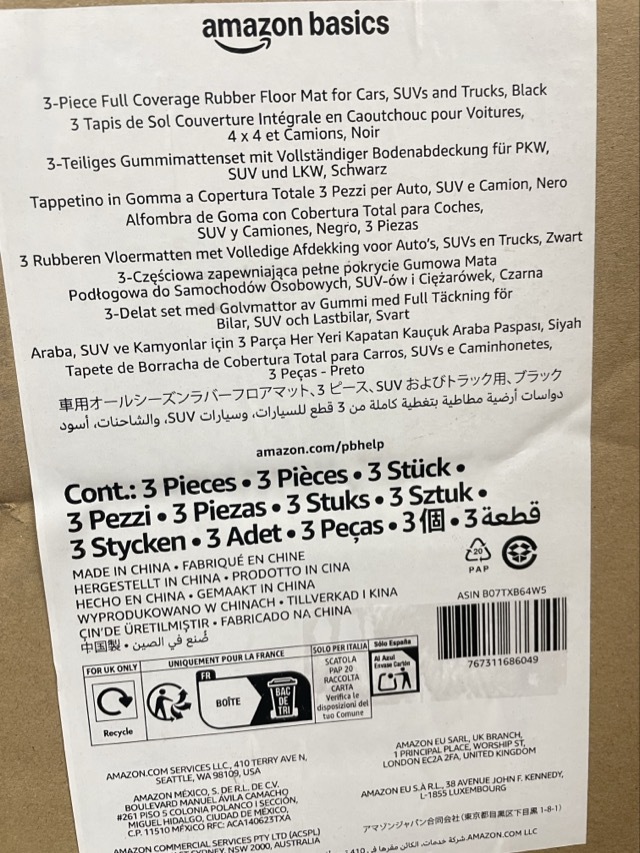 amazon basics
3-Piece Full Coverage Rubber Floor Mat for Cars, SUVs and Trucks, Black
3 Tapis de Sol Couverture Intégrale en Caoutchouc pour Voitures,
4 x 4 et Camions, Noir
3-Teiliges Gummimattenset mit Vollständiger Bodenabdeckung für PKW,
SUV und LKW, Schwarz
Tappetino in Gomma a Copertura Totale 3 Pezzi per Auto, SUV e Camion, Nero
Alfombra de Goma con Cobertura Total para Coches,
SUV y Camiones, Negro, 3 Piezas
3 Rubberen Vloermatten met Volledige Afdekking voor Auto's, SUVs en Trucks, Zwart
3-Częściowa zapewniająca pełne pokrycie Gumowa Mata
Podłogowa do Samochodów Osobowych, SUV-ów i Ciężarówek, Czarna
3-Delat set med Golvmattor av Gummi med Full Täckning för
Bilar, SUV och Lastbilar, Svart
Araba, SUV ve Kamyonlar için 3 Parça Her Yeri Kapatan Kauçuk Araba Paspası, Siyah
Tapete de Borracha de Cobertura Total para Carros, SUVs e Caminhonetes,
3 Peças - Preto
車用オールシーズンラバーフロアマット、3 ピース、SUV およびトラック用、ブラック
دواسات أرضية مطاطية بتغطية كاملة من 3 قطع للسيارات، وسيارات SUV، والشاحنات، أسود
amazon.com/pbhelp
Cont.: 3 Pieces • 3 Pièces • 3 Stück •
3 Pezzi • 3 Piezas • 3 Stuks • 3 Sztuk •
3 Stycken • 3 Adet • 3 Peças • 3 個 • 3 قطعة
MADE IN CHINA • FABRIQUÉ EN CHINE
HERGESTELLT IN CHINA • PRODOTTO IN CINA
HECHO EN CHINA • GEMAAKT IN CHINA
WYPRODUKOWANO W CHINACH • TILLVERKAD I KINA
ÇIN'DE ÜRETILMIŞTIR • FABRICADO NA CHINA
中国製 • صُنع في الصين
20
PAP
ASIN B07TXB64W5
767311686049
FOR UK ONLY
Recycle
UNIQUEMENT POUR LA FRANCE
FR
BOÎTE
BAC
DE
TRI
SOLO PER ITALIA
SCATOLA
PAP 20
RACCOLTA
CARTA
Verifica le
disposizioni del
tuo Comune
Sólo España
Al Azul
Envase Cartón
AMAZON.COM SERVICES LLC, 410 TERRY AVE N,
SEATTLE, WA 98109, USA
AMAZON MÉXICO, S. DE R.L. DE C.V.
BOULEVARD MANUEL ÁVILA CAMACHO
#261 PISO 5 COLONIA POLANCO I SECCIÓN,
MIGUEL HIDALGO, CIUDAD DE MÉXICO,
C.P. 11510 MÉXICO RFC: ACA140623TXA
AMAZON COMMERCIAL SERVICES PTY LTD (ACSPL)
SYDNEY, NSW 2000, AUSTRALIA
AMAZON EU SARL, UK BRANCH,
1 PRINCIPAL PLACE, WORSHIP ST,
LONDON EC2A 2FA, UNITED KINGDOM
AMAZON EU S.À R.L., 38 AVENUE JOHN F. KENNEDY,
L-1855 LUXEMBOURG
アマゾンジャパン合同会社 (東京都目黒区下目黒 1-8-1)
AMAZON.COM LLC شركة خدمات، الكائن مقرها في 410